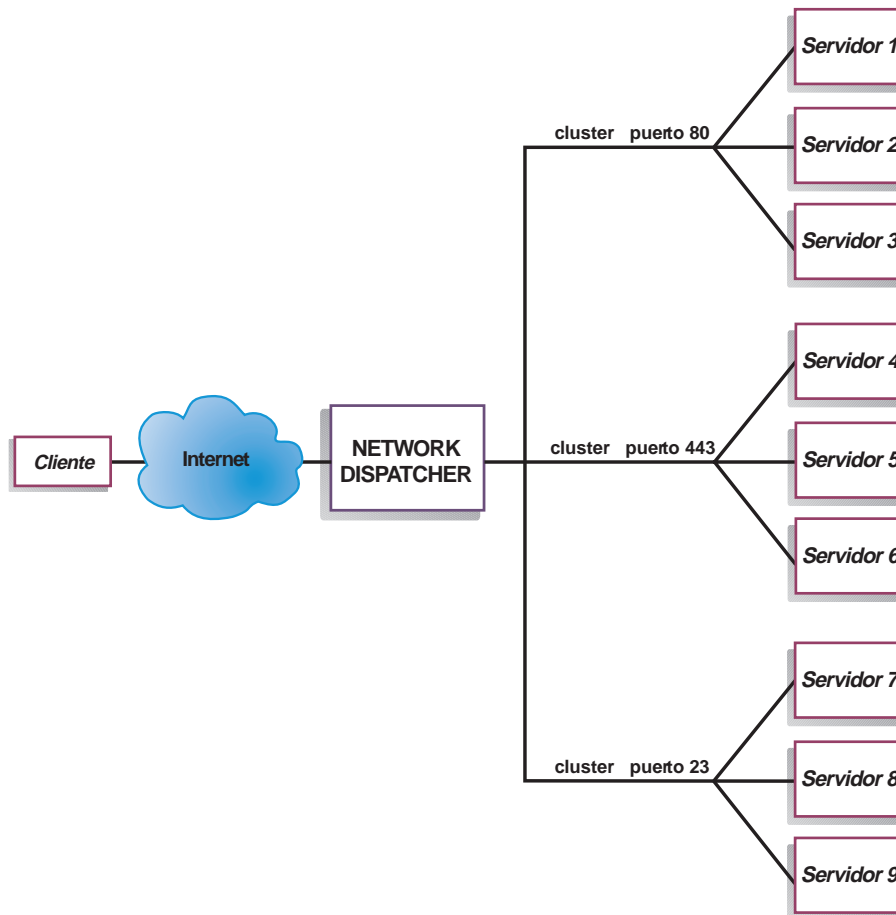 Servidor 1
cluster puerto 80
Servidor 2
Servidor 3
Servidor 4
Cliente
Internet
NETWORK
DISPATCHER
cluster puerto 443
Servidor 5
Servidor 6
Servidor 7
cluster puerto 23
Servidor 8
Servidor 9